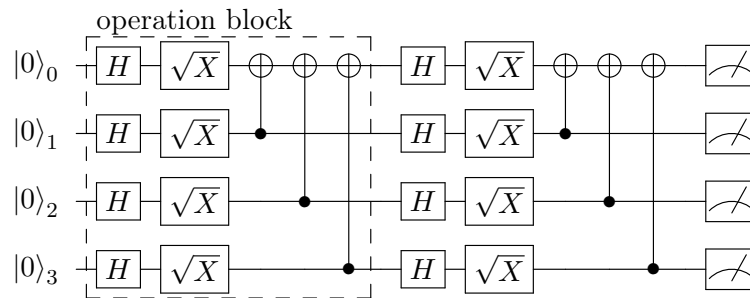 operation block
|0⟩₀ H √X H √X
|0⟩₁ H √X H √X
|0⟩₂ H √X H √X
|0⟩₃ H √X H √X